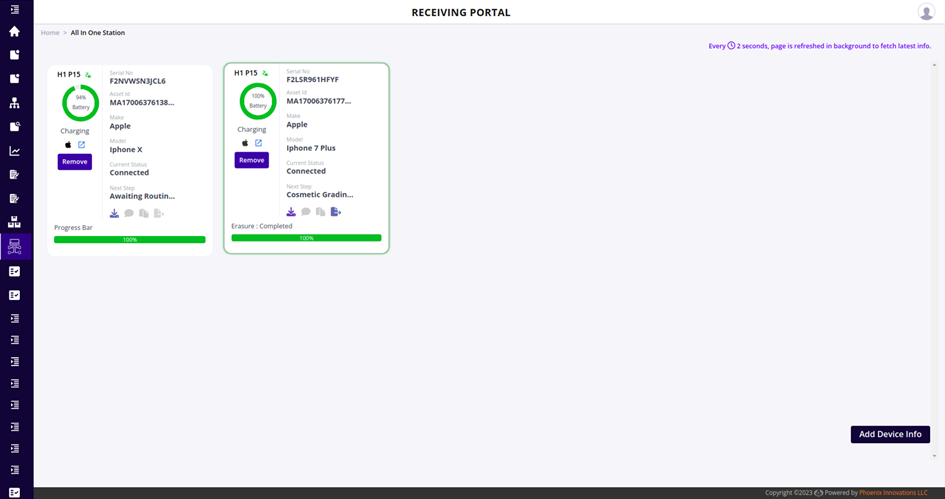 RECEIVING PORTAL
Home > All In One Station
Every 2 seconds, page is refreshed in background to fetch latest info.
H1 P15
94%
Battery
Charging
Remove
Serial No
F2NVWSN3JCL6
Asset Id
MA17006376138...
Make
Apple
Model
Iphone X
Current Status
Connected
Next Step
Awaiting Routin...
Progress Bar
100%
H1 P15
100%
Battery
Charging
Remove
Serial No
F2LSR961HFYF
Asset Id
MA17006376177...
Make
Apple
Model
Iphone 7 Plus
Current Status
Connected
Next Step
Cosmetic Gradin...
Erasure : Completed
100%
Add Device Info
Copyright ©2023 Powered by Phoenix Innovations LLC